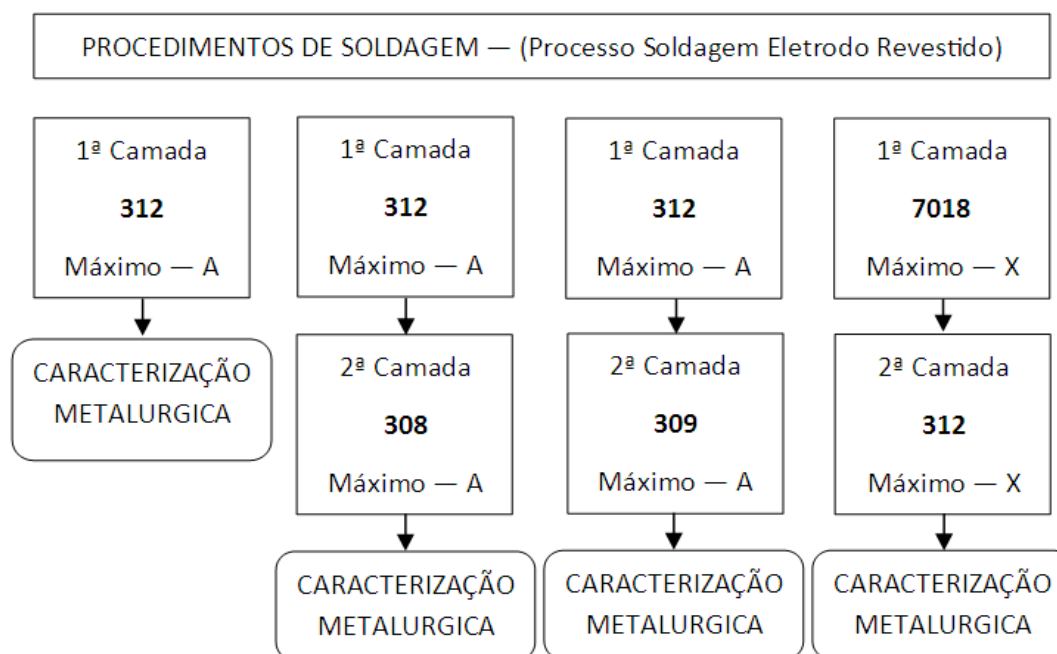 PROCEDIMENTOS DE SOLDAGEM — (Processo Soldagem Eletrodo Revestido)
1ª Camada
312
Máximo — A
CARACTERIZAÇÃO
METALURGICA
1ª Camada
312
Máximo — A
2ª Camada
308
Máximo — A
CARACTERIZAÇÃO
METALURGICA
1ª Camada
312
Máximo — A
2ª Camada
309
Máximo — A
CARACTERIZAÇÃO
METALURGICA
1ª Camada
7018
Máximo — X
2ª Camada
312
Máximo — X
CARACTERIZAÇÃO
METALURGICA